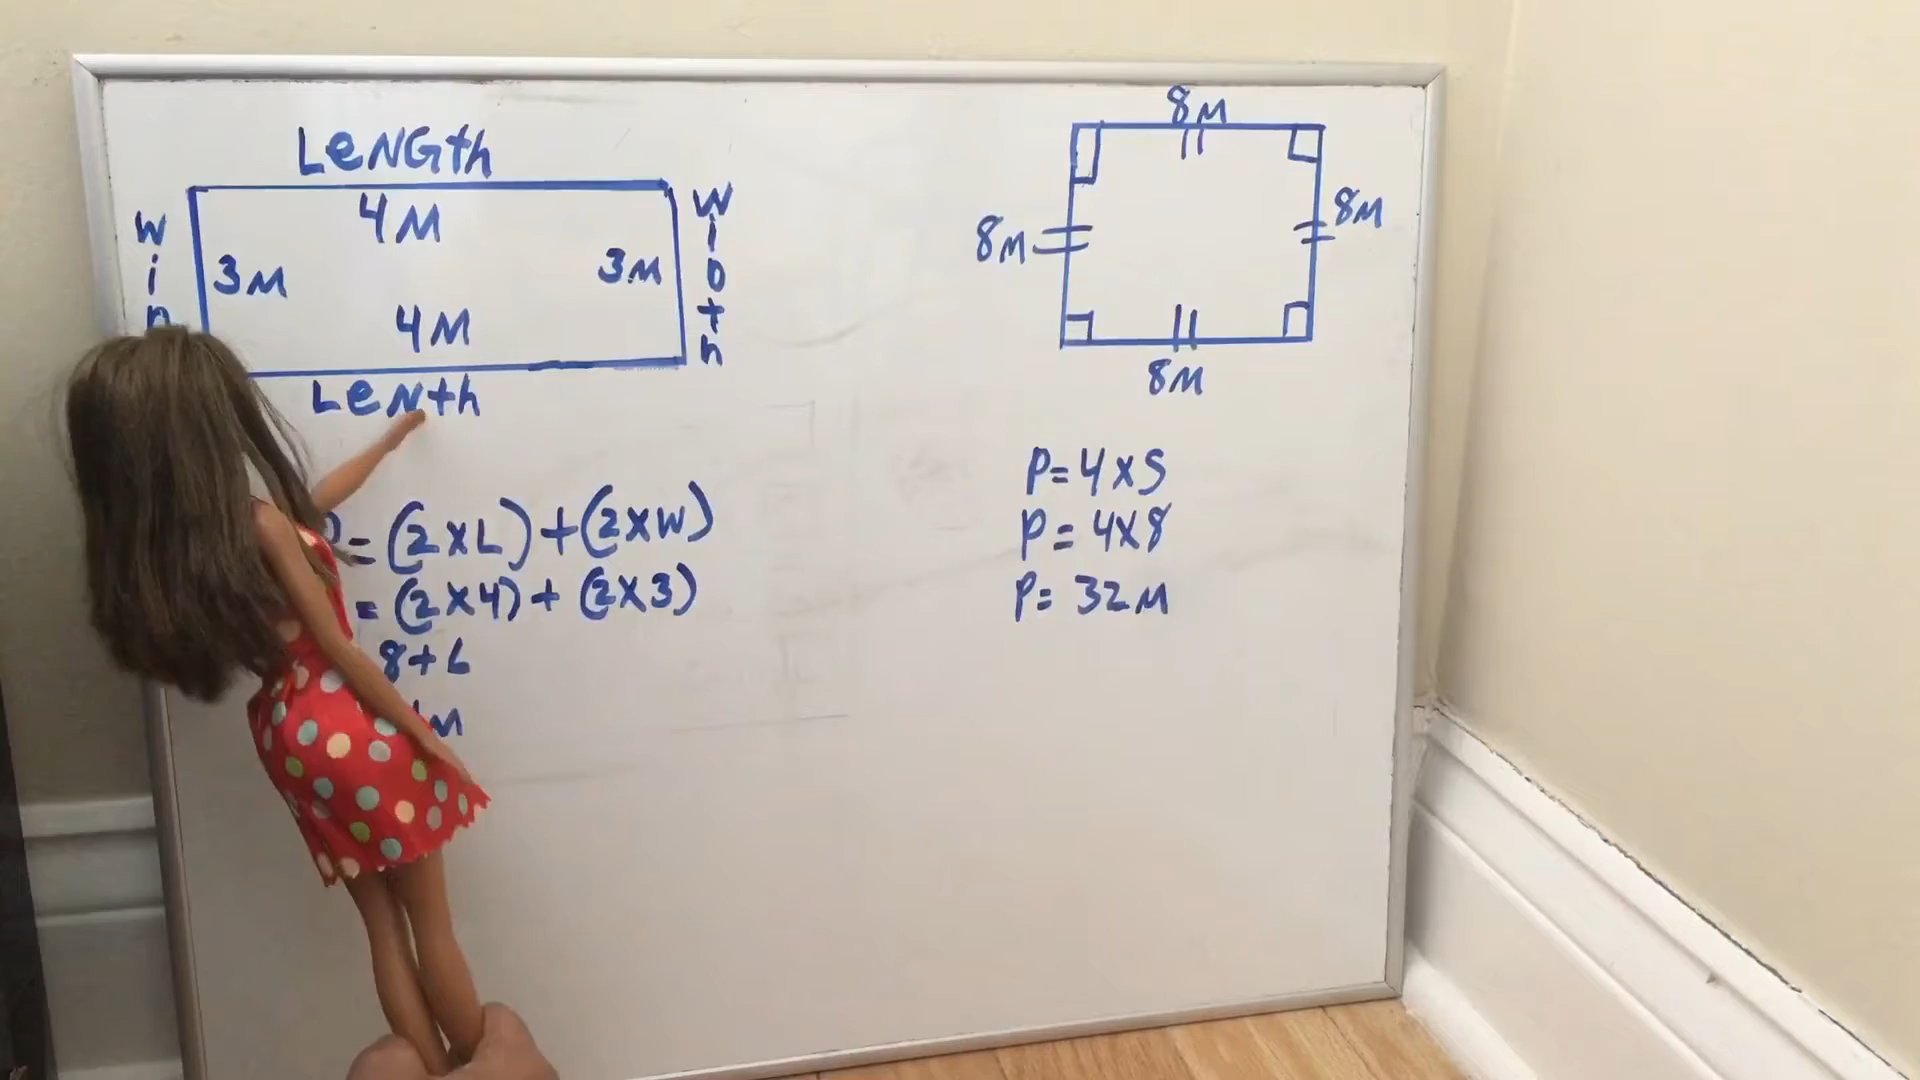 LeNGth
4M
Width
3M
3M
4M
LeNth
P=(2xL)+(2xW)
=(2x4)+(2x3)
8+6
M
8M
8M
8M
8M
P=4xS
P=4x8
P=32M